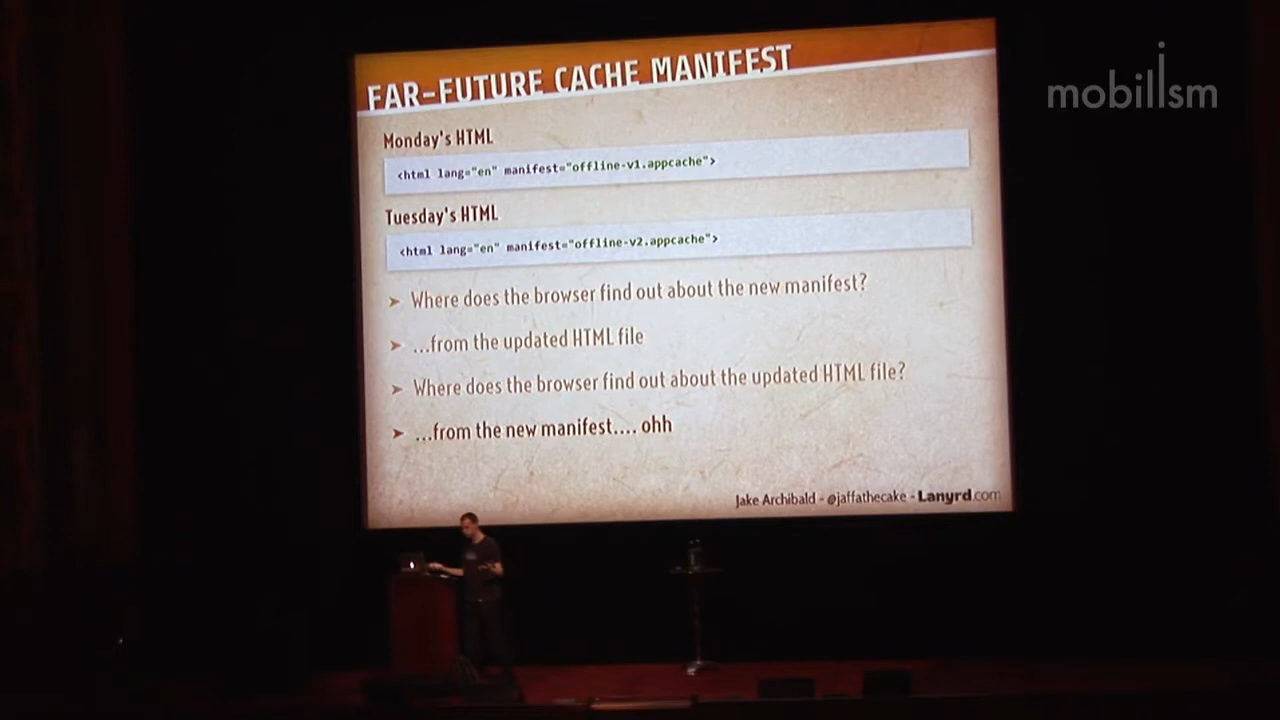 mobilism
FAR-FUTURE CACHE MANIFEST
Monday's HTML
<html lang="en" manifest="offline-v1.appcache">
Tuesday's HTML
<html lang="en" manifest="offline-v2.appcache">
➤ Where does the browser find out about the new manifest?
➤ ...from the updated HTML file
➤ Where does the browser find out about the updated HTML file?
➤ ...from the new manifest.... ohh
Jake Archibald - @jaffathecake - Lanyrd.com